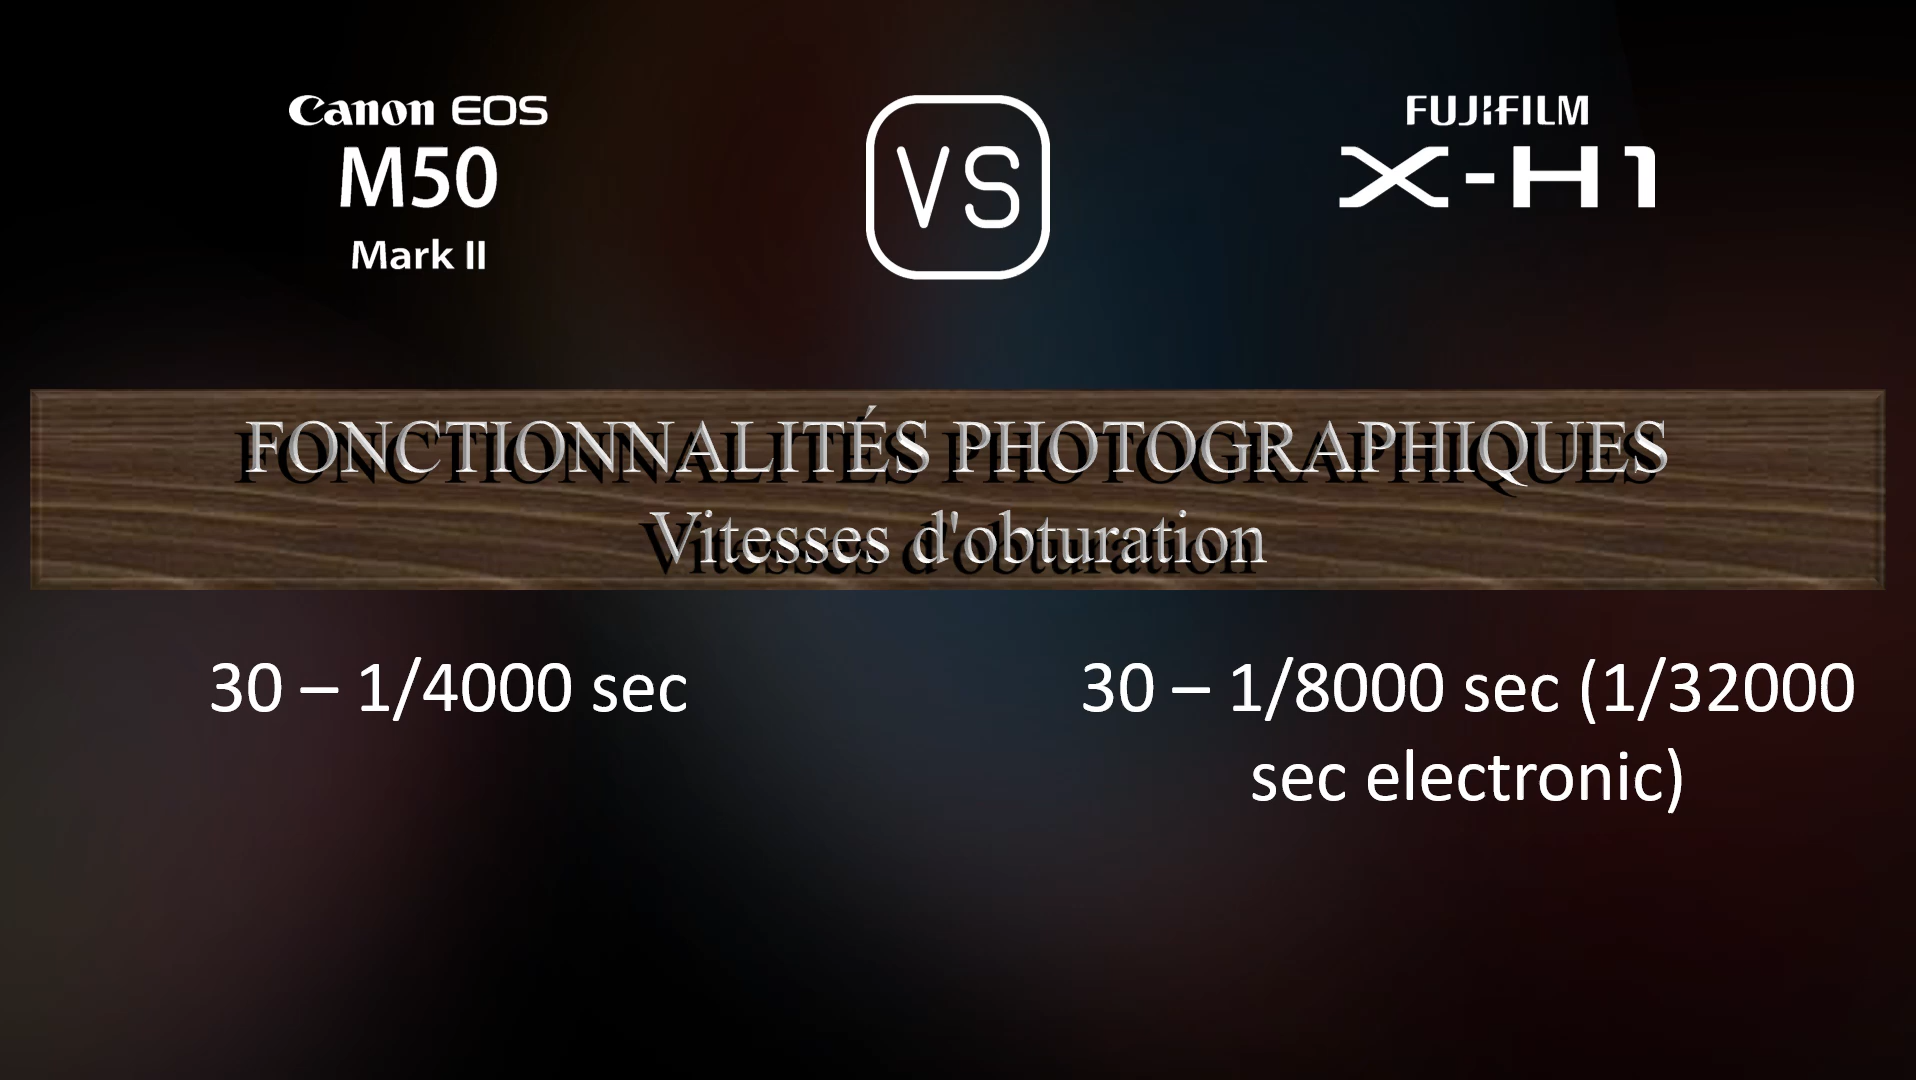 Canon EOS
M50
Mark II
VS
FUJIFILM
X-H1
FONCTIONNALITÉS PHOTOGRAPHIQUES
Vitesses d'obturation
30 – 1/4000 sec
30 – 1/8000 sec (1/32000
sec electronic)